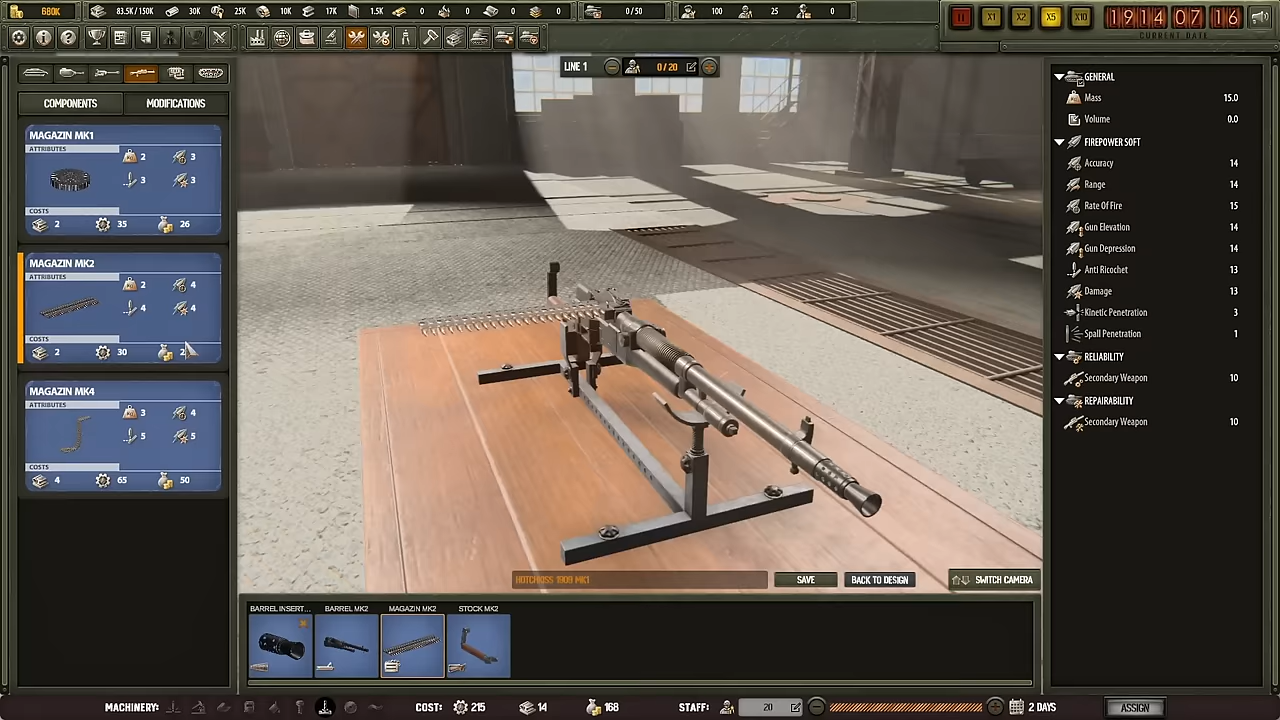 680K 83.5K/150K 30K 25K 10K 17K 1.5K 0 0 0 0 0/50 100 25 0
X1 X2 X5 X10 19140716
CURRENT DATE
LINE 1 0/20
COMPONENTS MODIFICATIONS
MAGAZIN MK1
ATTRIBUTES
2 3
3 3
COSTS
2 35 26
MAGAZIN MK2
ATTRIBUTES
2 4
4 4
COSTS
2 30
MAGAZIN MK4
ATTRIBUTES
3 4
5 5
COSTS
4 65 50
GENERAL
Mass 15.0
Volume 0.0
FIREPOWER SOFT
Accuracy 14
Range 14
Rate Of Fire 15
Gun Elevation 14
Gun Depression 14
Anti Ricochet 13
Damage 13
Kinetic Penetration 3
Spall Penetration 1
RELIABILITY
Secondary Weapon 10
REPAIRABILITY
Secondary Weapon 10
HOTCHKISS 1909 MK1 SAVE BACK TO DESIGN SWITCH CAMERA
BARREL INSERT... BARREL MK2 MAGAZIN MK2 STOCK MK2
MACHINERY: COST: 215 14 168 STAFF: 20 2 DAYS ASSIGN